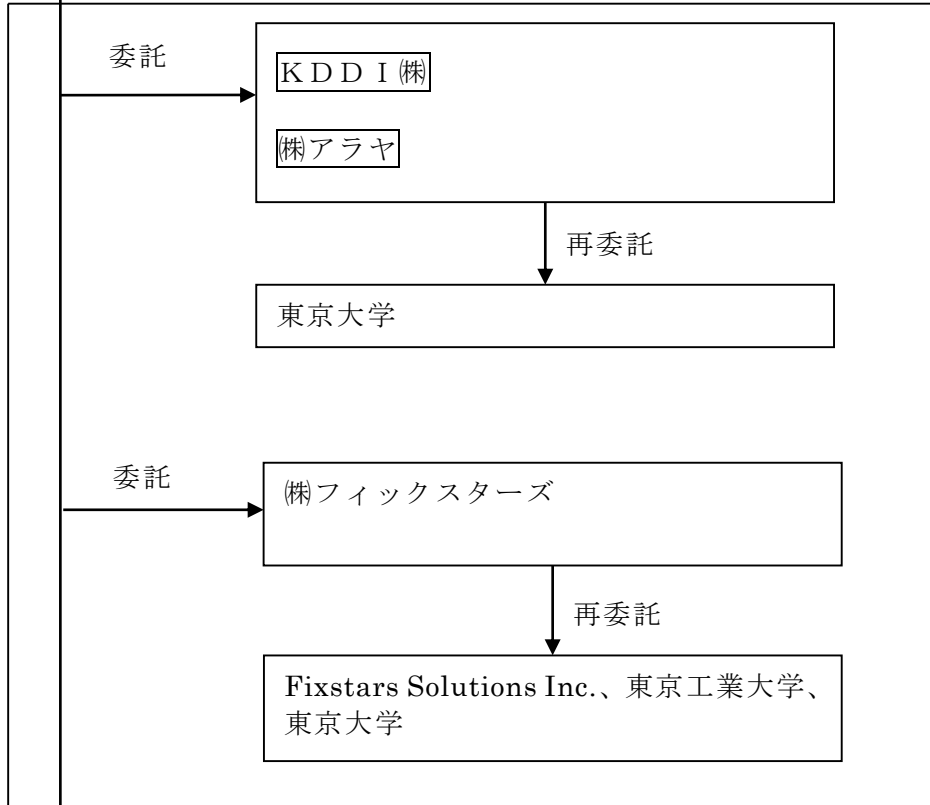 委託
ＫＤＤＩ㈱
㈱アラヤ
再委託
東京大学
委託
㈱フィックスターズ
再委託
Fixstars Solutions Inc.、東京工業大学、
東京大学